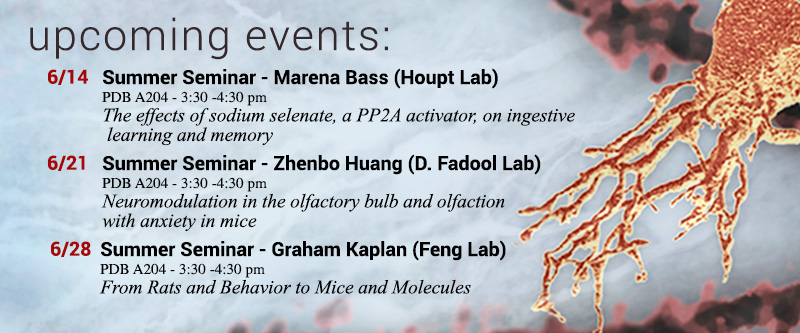 upcoming events:
6/14 Summer Seminar - Marena Bass (Houpt Lab)
PDB A204 - 3:30 -4:30 pm
The effects of sodium selenate, a PP2A activator, on ingestive
learning and memory
6/21 Summer Seminar - Zhenbo Huang (D. Fadool Lab)
PDB A204 - 3:30 -4:30 pm
Neuromodulation in the olfactory bulb and olfaction
with anxiety in mice
6/28 Summer Seminar - Graham Kaplan (Feng Lab)
PDB A204 - 3:30 -4:30 pm
From Rats and Behavior to Mice and Molecules